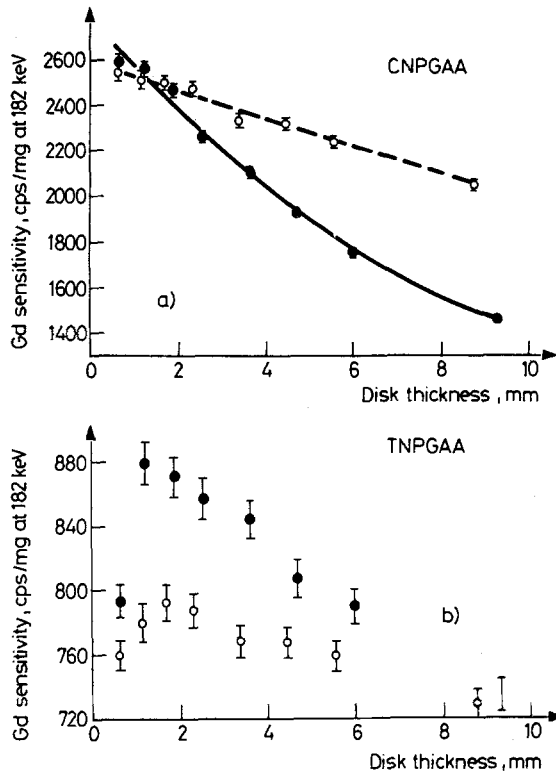 CNPGAA
Gd sensitivity, cps/mg at 182 keV
2600
2400
2200
2000
1800
1600
1400
a)
0 2 4 6 8 10
Disk thickness, mm
TNPGAA
Gd sensitivity, cps/mg at 182 keV
880
840
800
760
720
b)
0 2 4 6 8 10
Disk thickness, mm